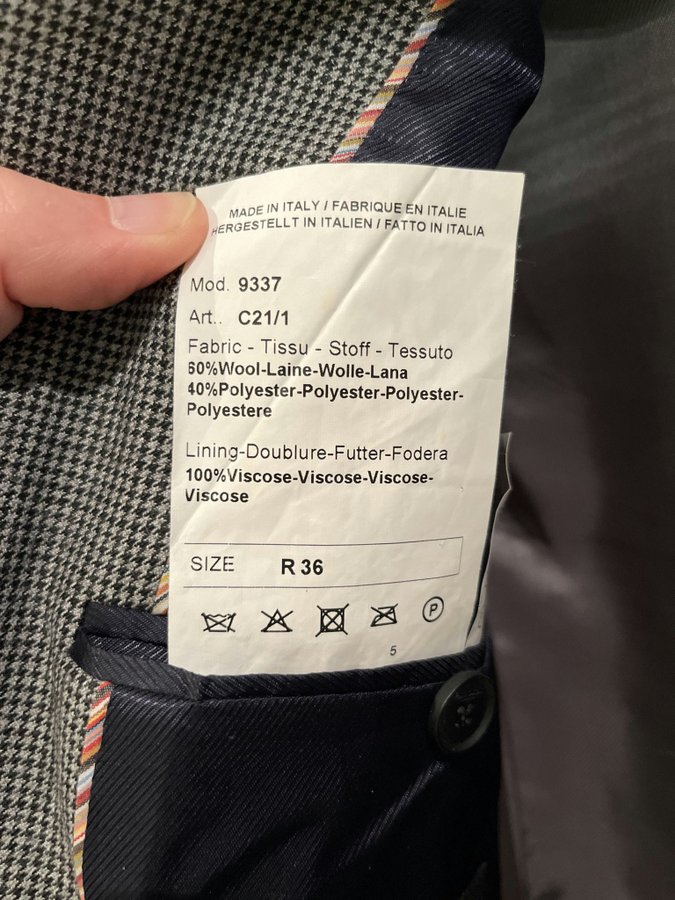 MADE IN ITALY / FABRIQUE EN ITALIE
HERGESTELLT IN ITALIEN / FATTO IN ITALIA
Mod. 9337
Art.. C21/1
Fabric - Tissu - Stoff - Tessuto
60%Wool-Laine-Wolle-Lana
40%Polyester-Polyester-Polyester-
Polyestere
Lining-Doublure-Futter-Fodera
100%Viscose-Viscose-Viscose-
Viscose
SIZE R 36
P
5